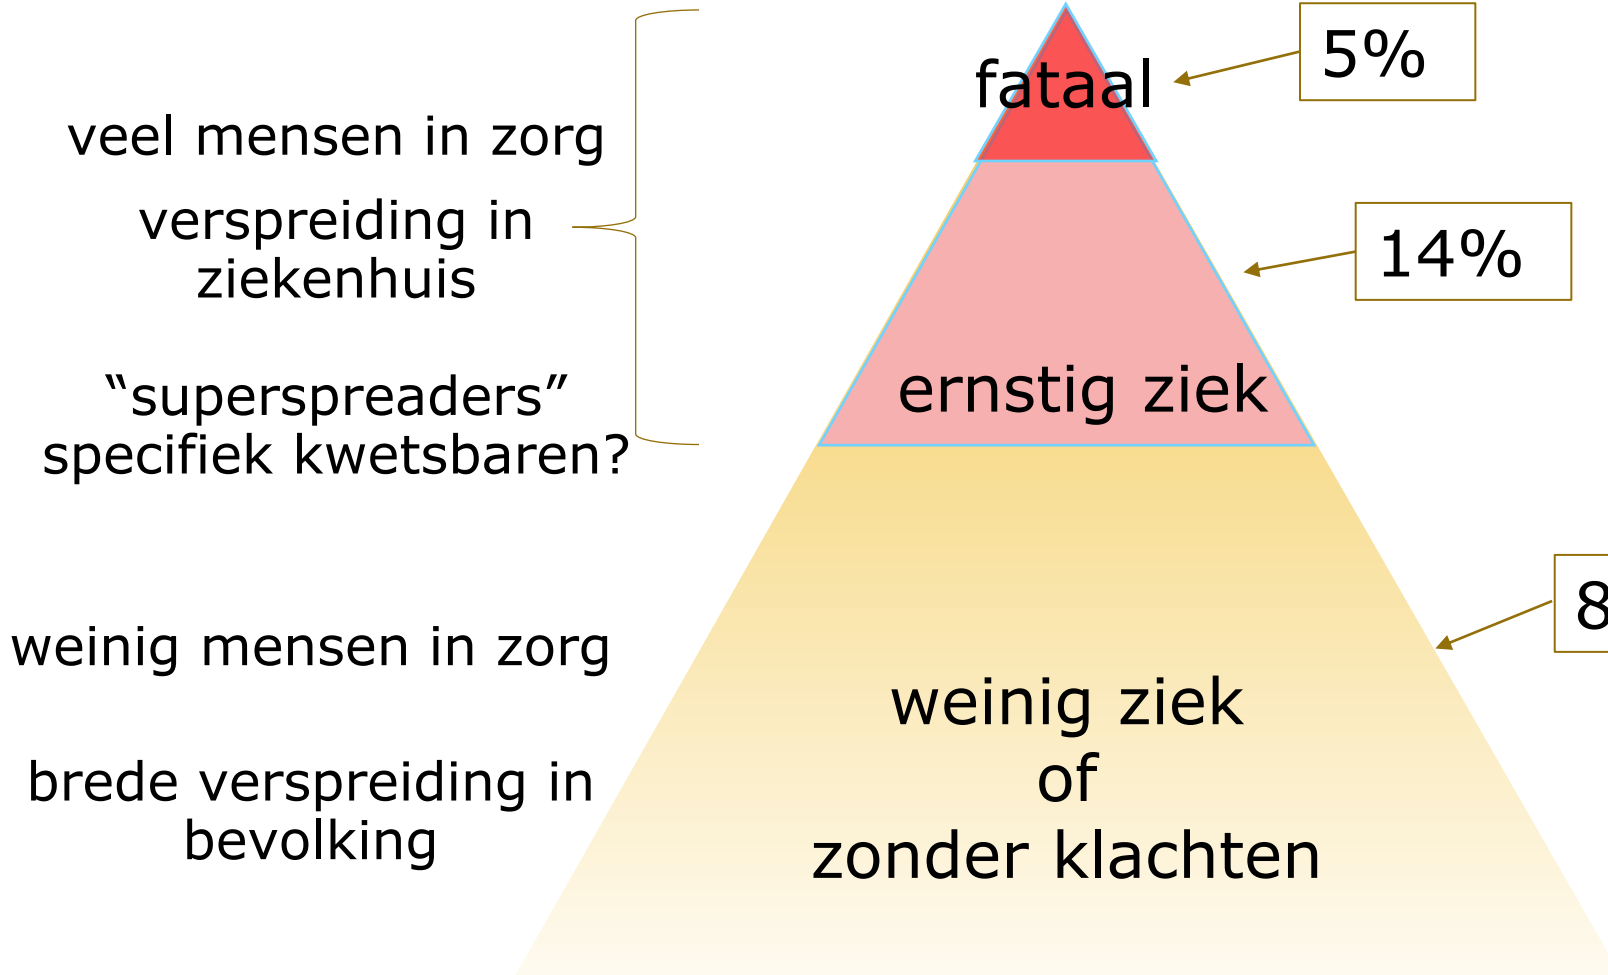 veel mensen in zorg
verspreiding in
ziekenhuis
“superspreaders”
specifiek kwetsbaren?
weinig mensen in zorg
brede verspreiding in
bevolking
fataal
ernstig ziek
weinig ziek
of
zonder klachten
5%
14%
8